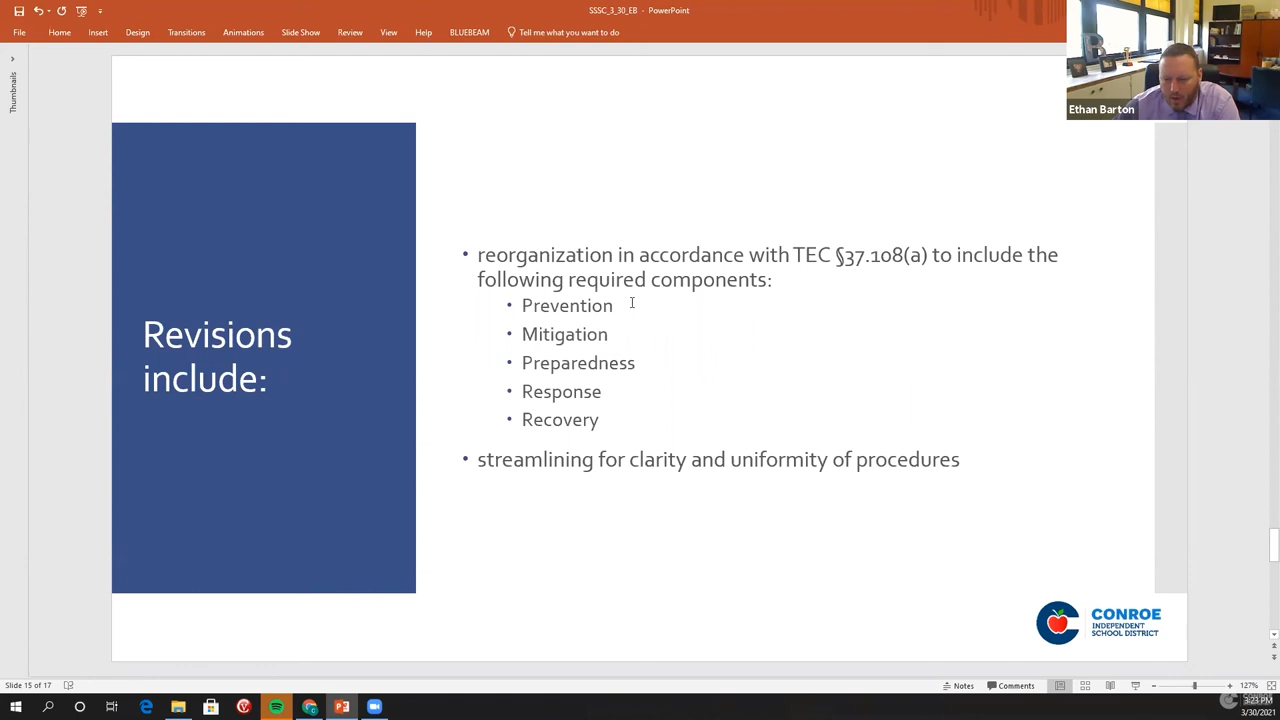 SSSC_3_30_EB - PowerPoint
File Home Insert Design Transitions Animations Slide Show Review View Help BLUEBEAM Tell me what you want to do
Ethan Barton
Thumbnails
Revisions
include:
• reorganization in accordance with TEC §37.108(a) to include the
following required components:
• Prevention
• Mitigation
• Preparedness
• Response
• Recovery
• streamlining for clarity and uniformity of procedures
CONROE
INDEPENDENT
SCHOOL DISTRICT
Slide 15 of 17 Notes Comments 127%
3:23 PM
3/30/2021